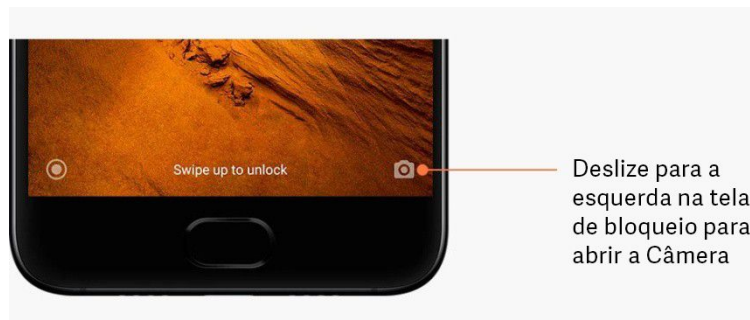 Swipe up to unlock
Deslize para a
esquerda na tela
de bloqueio para
abrir a Câmera